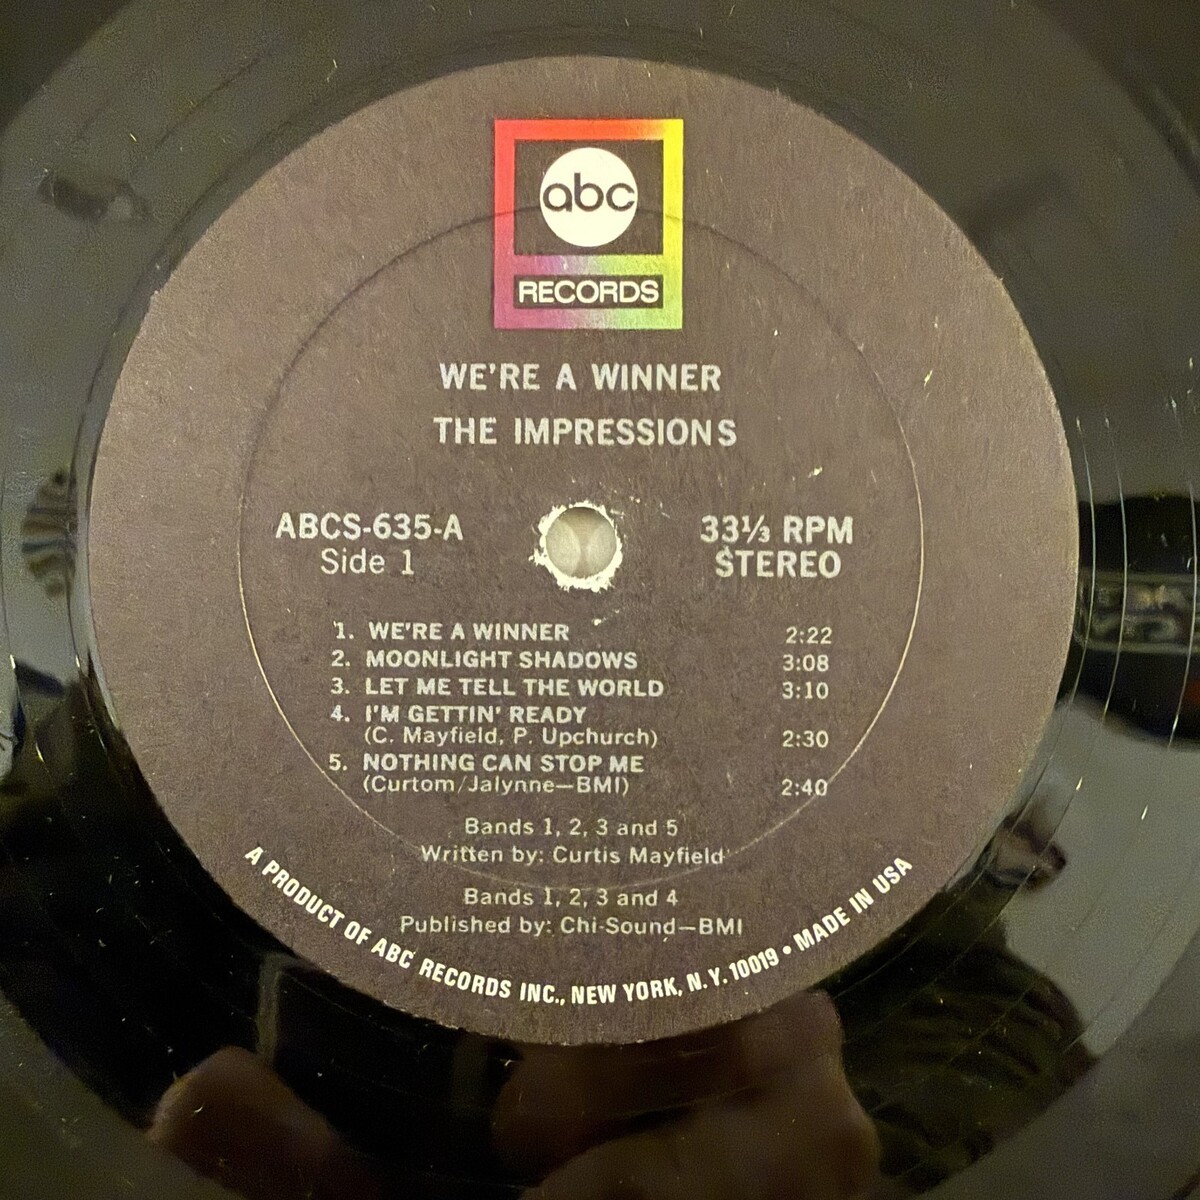 abc
RECORDS
WE'RE A WINNER
THE IMPRESSIONS
ABCS-635-A
Side 1
33⅓ RPM
STEREO
1. WE'RE A WINNER 2:22
2. MOONLIGHT SHADOWS 3:08
3. LET ME TELL THE WORLD 3:10
4. I'M GETTIN' READY
(C. Mayfield, P. Upchurch) 2:30
5. NOTHING CAN STOP ME
(Curtom/Jalynne—BMI) 2:40
Bands 1, 2, 3 and 5
Written by: Curtis Mayfield
Bands 1, 2, 3 and 4
Published by: Chi-Sound—BMI
A PRODUCT OF ABC RECORDS INC., NEW YORK, N.Y. 10019 • MADE IN USA